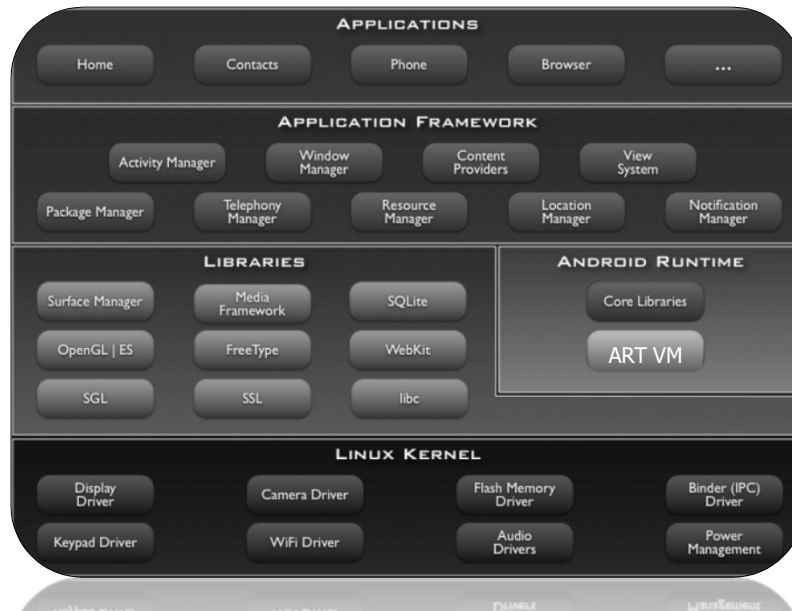 APPLICATIONS
Home
Contacts
Phone
Browser
...
APPLICATION FRAMEWORK
Activity Manager
Window
Manager
Content
Providers
View
System
Package Manager
Telephony
Manager
Resource
Manager
Location
Manager
Notification
Manager
LIBRARIES
Surface Manager
Media
Framework
SQLite
OpenGL | ES
FreeType
WebKit
SGL
SSL
libc
ANDROID RUNTIME
Core Libraries
ART VM
LINUX KERNEL
Display
Driver
Camera Driver
Flash Memory
Driver
Binder (IPC)
Driver
Keypad Driver
WiFi Driver
Audio
Drivers
Power
Management